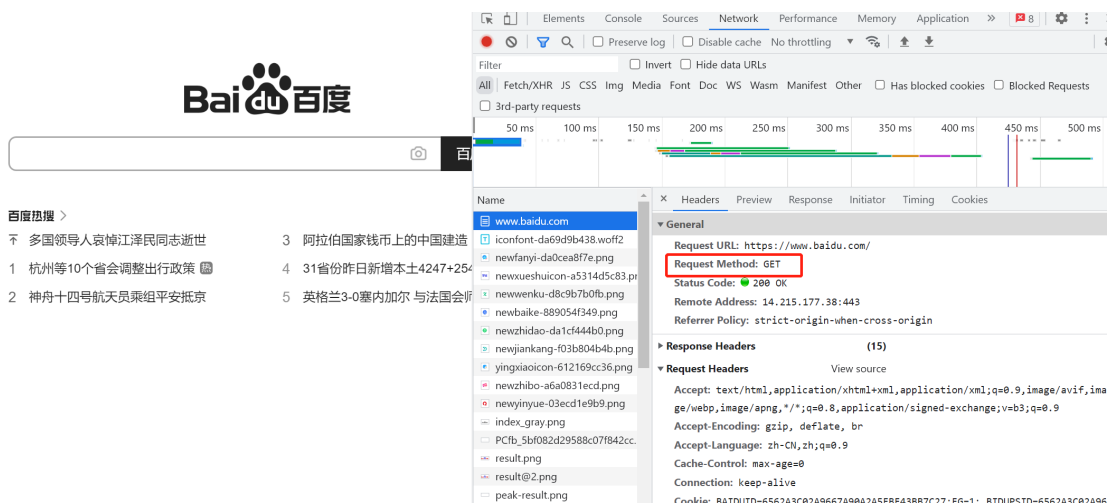 Elements Console Sources Network Performance Memory Application » 8
Preserve log Disable cache No throttling
Filter Invert Hide data URLs
All Fetch/XHR JS CSS Img Media Font Doc WS Wasm Manifest Other Has blocked cookies Blocked Requests
3rd-party requests
50 ms 100 ms 150 ms 200 ms 250 ms 300 ms 350 ms 400 ms 450 ms 500 ms
Bai du 百度
百
百度热搜 >
多国领导人哀悼江泽民同志逝世
1 杭州等10个省会调整出行政策 热
2 神舟十四号航天员乘组平安抵京
3 阿拉伯国家钱币上的中国建造
4 31省份昨日新增本土4247+254
5 英格兰3-0塞内加尔 与法国会师
Name
www.baidu.com
iconfont-da69d9b438.woff2
newfanyi-da0cea8f7e.png
newxueshuicon-a5314d5c83.pr
newwenku-d8c9b7b0fb.png
newbaike-889054f349.png
newzhidao-da1cf444b0.png
newjiankang-f03b804b4b.png
yingxiaoicon-612169cc36.png
newzhibo-a6a0831ecd.png
newyinyue-03ecd1e9b9.png
index_gray.png
PCfb_5bf082d29588c07f842cc.
result.png
result@2.png
peak-result.png
× Headers Preview Response Initiator Timing Cookies
General
Request URL: https://www.baidu.com/
Request Method: GET
Status Code: 200 OK
Remote Address: 14.215.177.38:443
Referrer Policy: strict-origin-when-cross-origin
Response Headers (15)
Request Headers View source
Accept: text/html,application/xhtml+xml,application/xml;q=0.9,image/avif,ima
ge/webp,image/apng,*/*;q=0.8,application/signed-exchange;v=b3;q=0.9
Accept-Encoding: gzip, deflate, br
Accept-Language: zh-CN,zh;q=0.9
Cache-Control: max-age=0
Connection: keep-alive
Cookie: